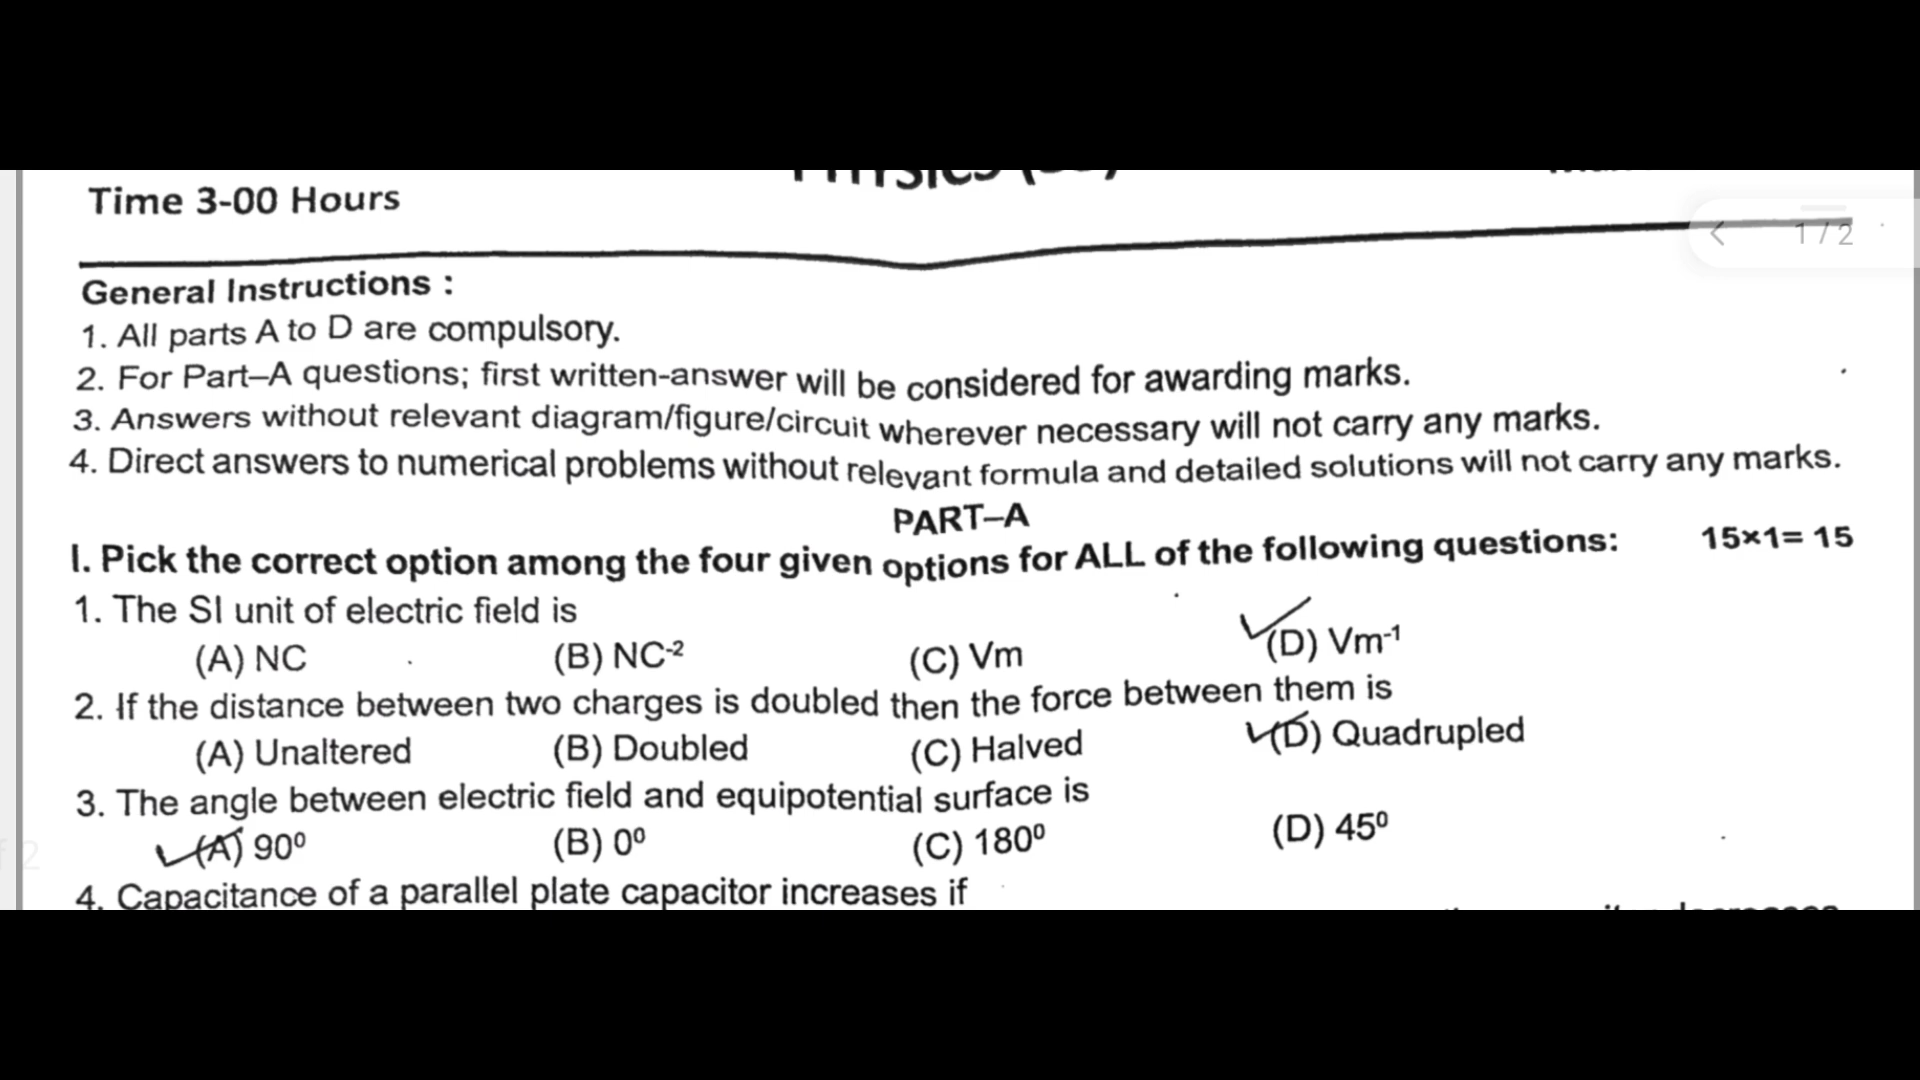 PHYSICS
Time 3-00 Hours
1 / 2
General Instructions :
1. All parts A to D are compulsory.
2. For Part–A questions; first written-answer will be considered for awarding marks.
3. Answers without relevant diagram/figure/circuit wherever necessary will not carry any marks.
4. Direct answers to numerical problems without relevant formula and detailed solutions will not carry any marks.
PART–A
I. Pick the correct option among the four given options for ALL of the following questions: 15×1= 15
1. The SI unit of electric field is
(A) NC (B) NC⁻² (C) Vm (D) Vm⁻¹
2. If the distance between two charges is doubled then the force between them is
(A) Unaltered (B) Doubled (C) Halved (D) Quadrupled
3. The angle between electric field and equipotential surface is
(A) 90⁰ (B) 0⁰ (C) 180⁰ (D) 45⁰
4. Capacitance of a parallel plate capacitor increases if
decreases